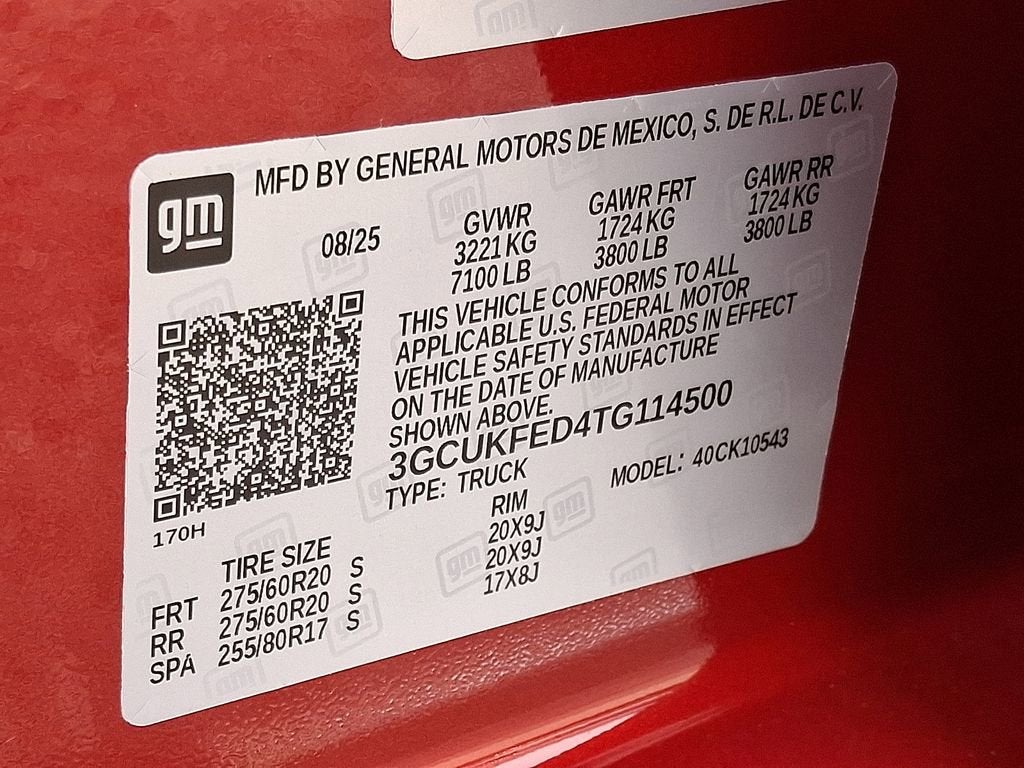 MFD BY GENERAL MOTORS DE MEXICO, S. DE R.L. DE C.V.
gm
08/25
GVWR
3221 KG
7100 LB
GAWR FRT
1724 KG
3800 LB
GAWR RR
1724 KG
3800 LB
THIS VEHICLE CONFORMS TO ALL
APPLICABLE U.S. FEDERAL MOTOR
VEHICLE SAFETY STANDARDS IN EFFECT
ON THE DATE OF MANUFACTURE
SHOWN ABOVE.
3GCUKFED4TG114500
TYPE: TRUCK
MODEL: 40CK10543
170H
TIRE SIZE RIM
FRT 275/60R20 S 20X9J
RR 275/60R20 S 20X9J
SPA 255/80R17 S 17X8J